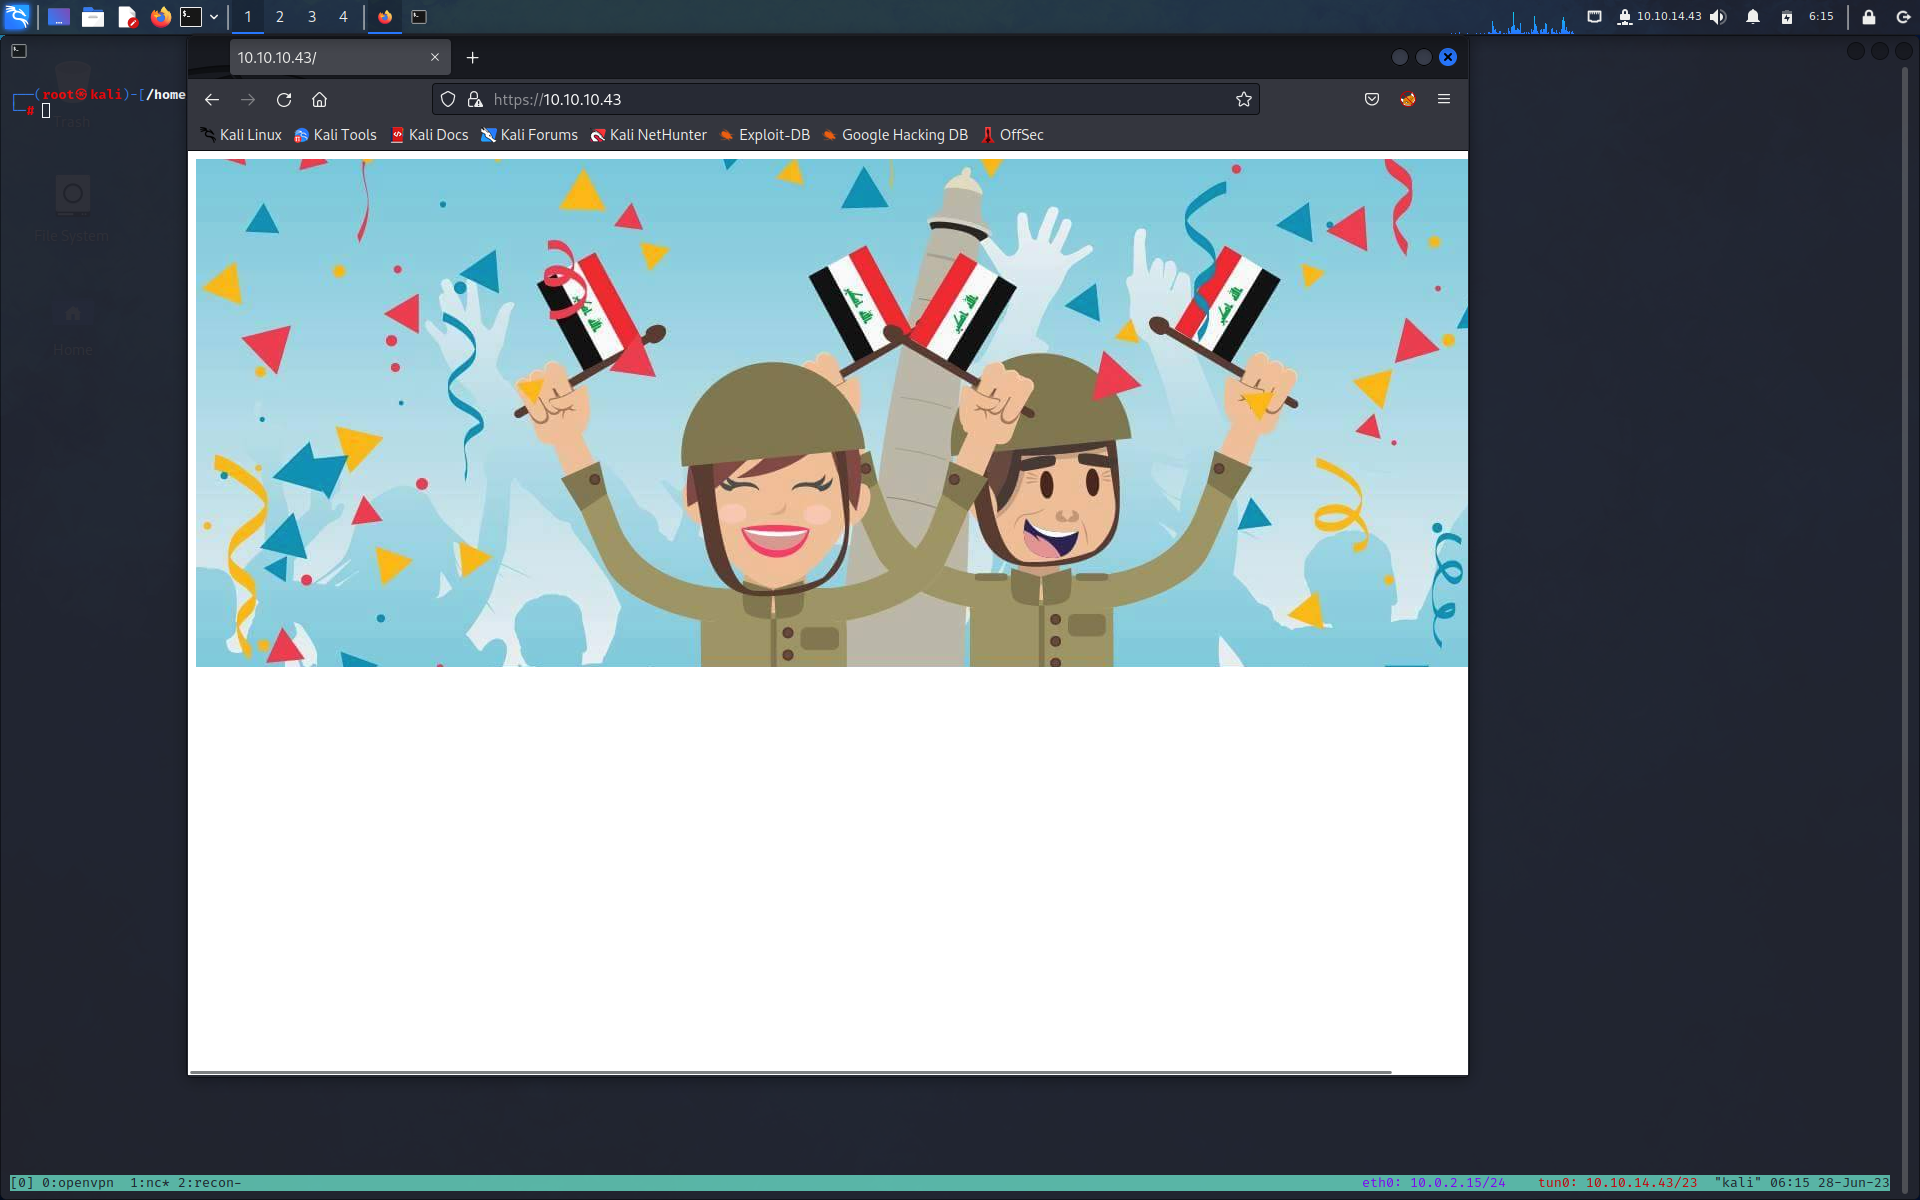 1 2 3 4
10.10.14.43
6:15
10.10.10.43/
https://10.10.10.43
Kali Linux Kali Tools Kali Docs Kali Forums Kali NetHunter Exploit-DB Google Hacking DB OffSec
┌──(root㉿kali)-[/home
└─#
Trash
File System
Home
[0] 0:openvpn 1:nc* 2:recon- eth0: 10.0.2.15/24 tun0: 10.10.14.43/23 "kali" 06:15 28-Jun-23